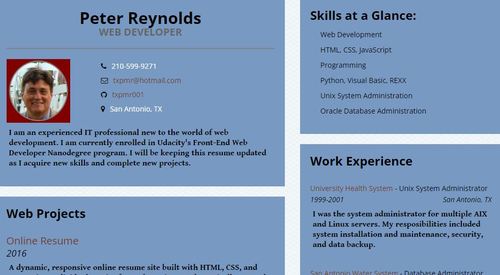 Peter Reynolds
WEB DEVELOPER
210-599-9271
txpmr@hotmail.com
txpmr001
San Antonio, TX
I am an experienced IT professional new to the world of web
development. I am currently enrolled in Udacity's Front-End Web
Developer Nanodegree program. I will be keeping this resume updated
as I acquire new skills and complete new projects.
Web Projects
Online Resume
2016
A dynamic, responsive online resume site built with HTML, CSS, and
Skills at a Glance:
Web Development
HTML, CSS, JavaScript
Programming
Python, Visual Basic, REXX
Unix System Administration
Oracle Database Administration
Work Experience
University Health System - Unix System Administrator
1999-2001 San Antonio, TX
I was the system administrator for multiple AIX
and Linux servers. My resposibilities included
system installation and maintenance, security,
and data backup.
San Antonio Water System - Database Administrator